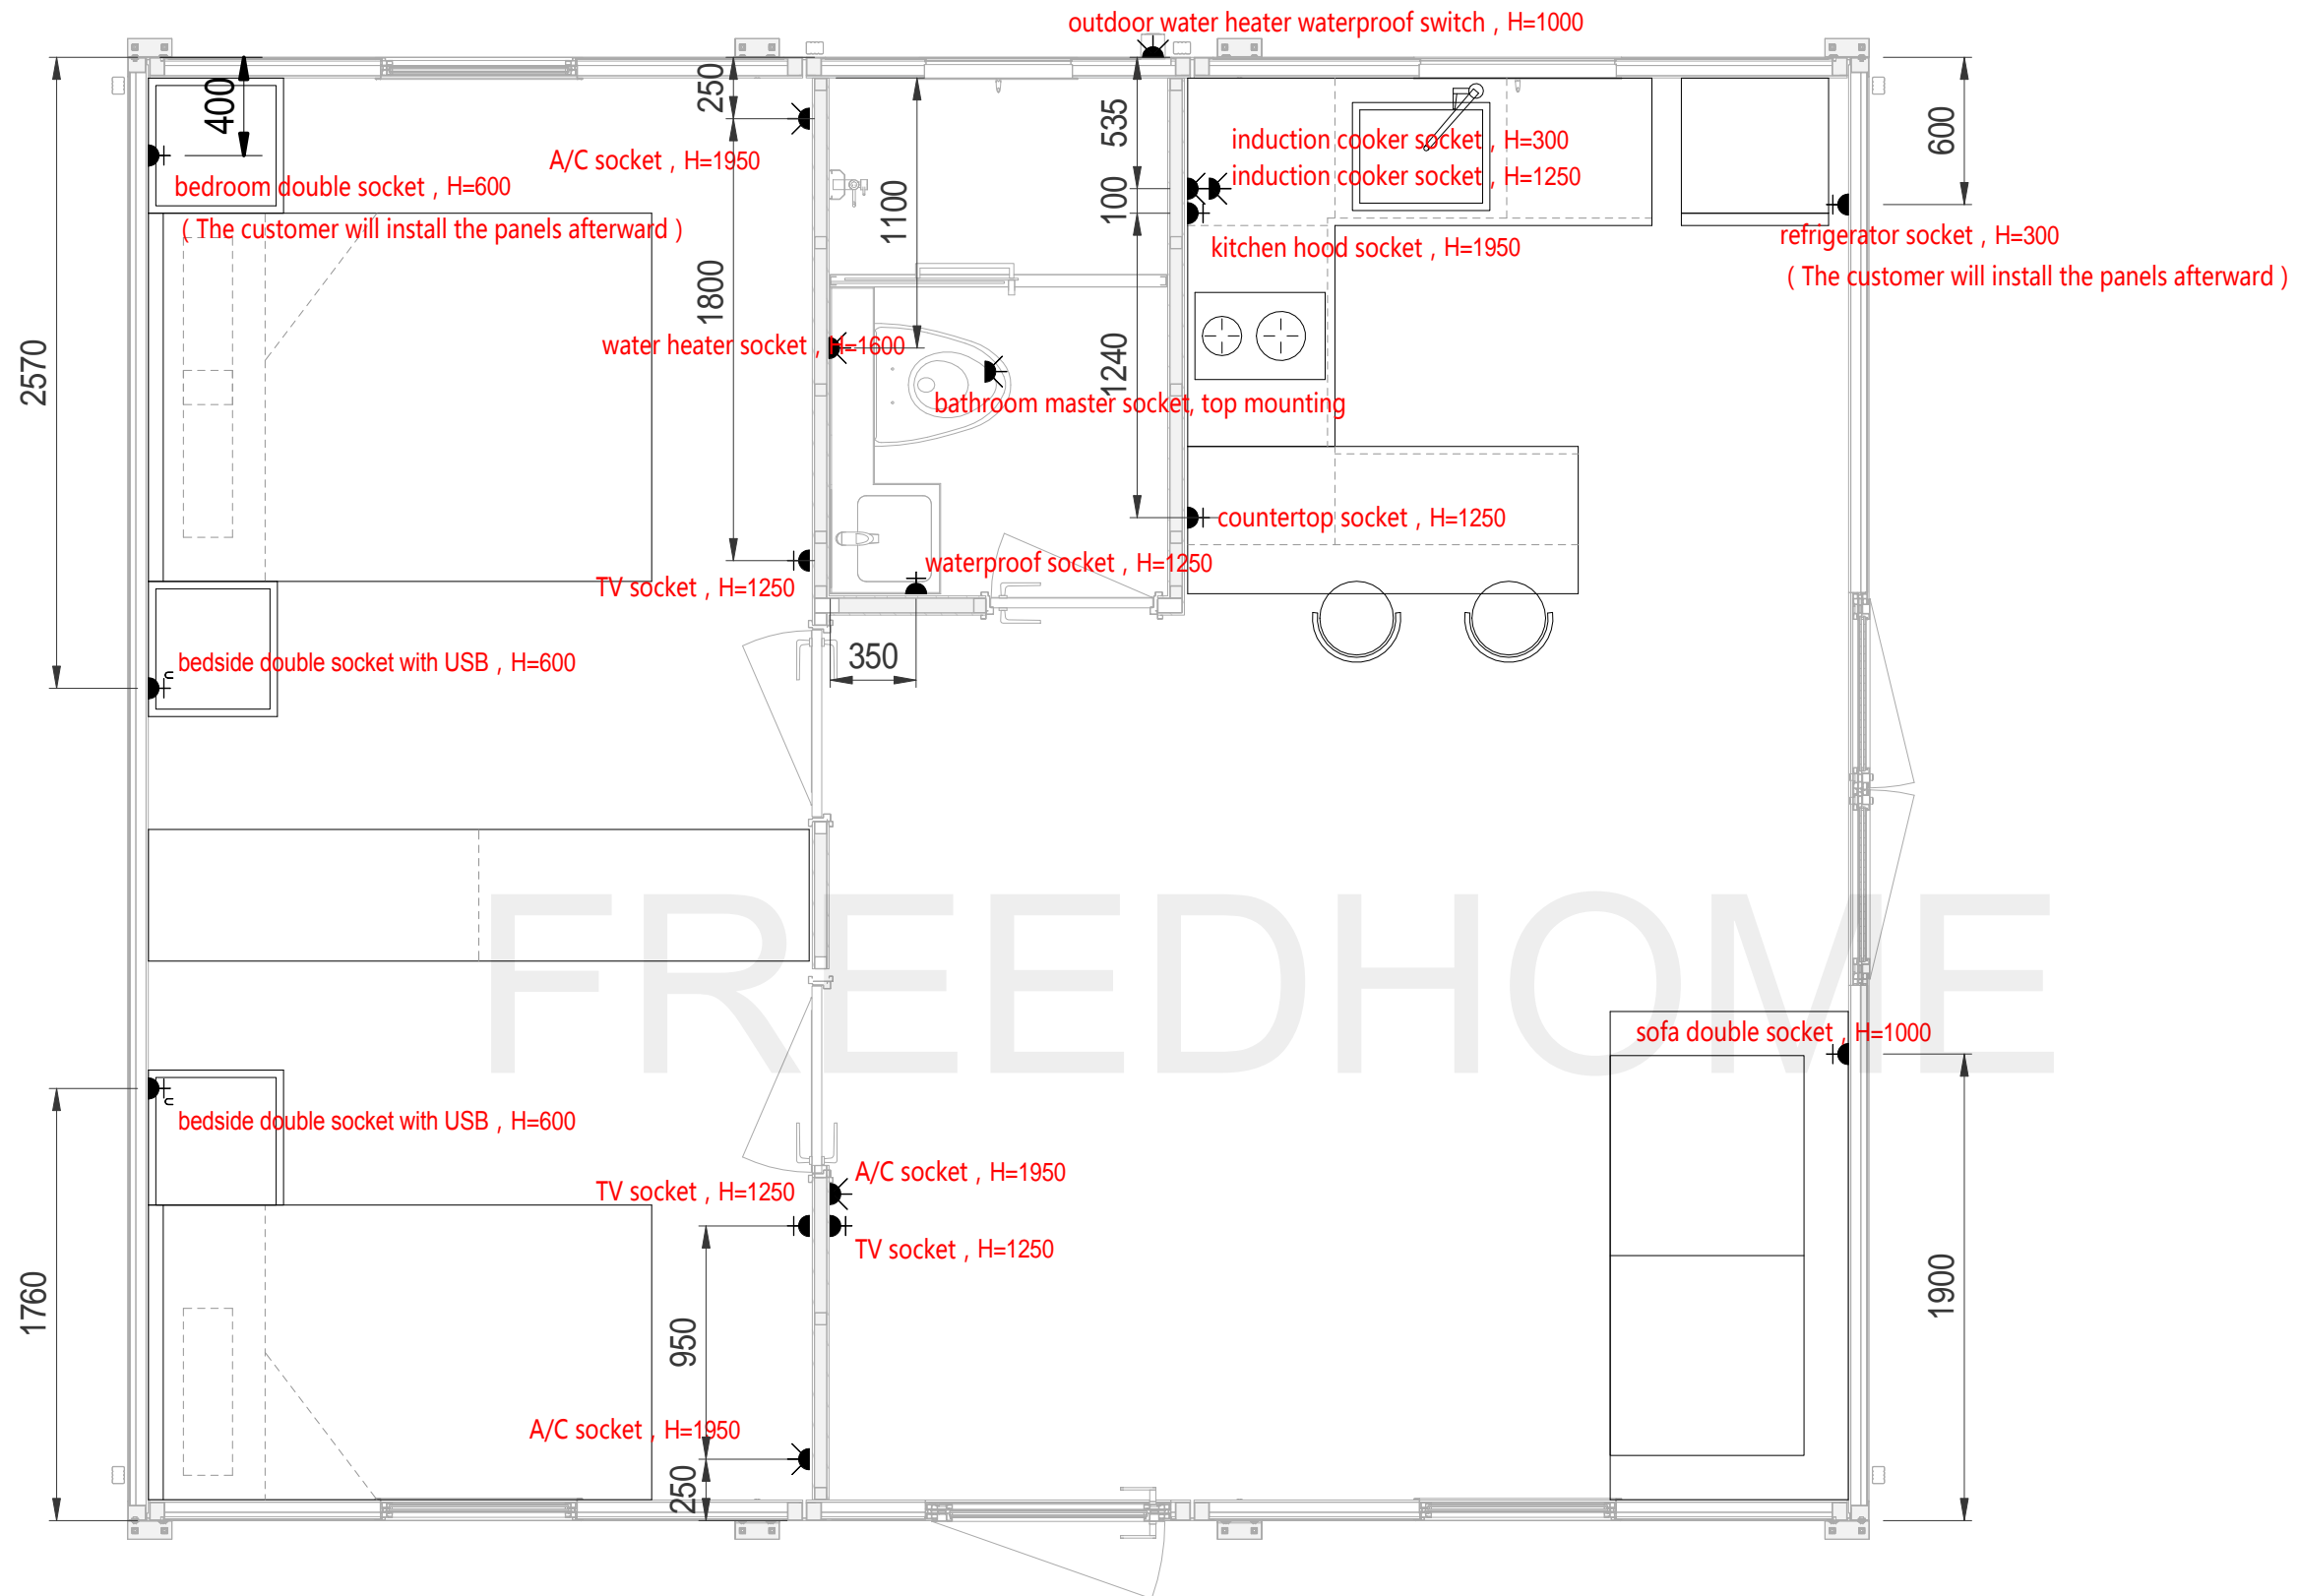 outdoor water heater waterproof switch , H=1000
400
250
535
600
induction cooker socket , H=300
A/C socket , H=1950
induction cooker socket , H=1250
bedroom double socket , H=600
( The customer will install the panels afterward )
1100
100
kitchen hood socket , H=1950
refrigerator socket , H=300
( The customer will install the panels afterward )
1800
2570
water heater socket , H=1600
1240
bathroom master socket, top mounting
countertop socket , H=1250
waterproof socket , H=1250
TV socket , H=1250
350
bedside double socket with USB , H=600
FREEDHOME
sofa double socket , H=1000
bedside double socket with USB , H=600
A/C socket , H=1950
TV socket , H=1250
TV socket , H=1250
1760
950
1900
A/C socket , H=1950
250